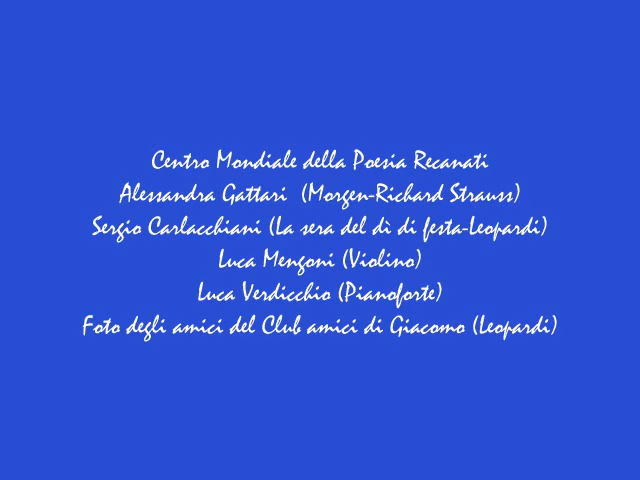 Centro Mondiale della Poesia Recanati
Alessandra Gattari (Morgen-Richard Strauss)
Sergio Carlacchiani (La sera del dì di festa-Leopardi)
Luca Mengoni (Violino)
Luca Verdicchio (Pianoforte)
Foto degli amici del Club amici di Giacomo (Leopardi)